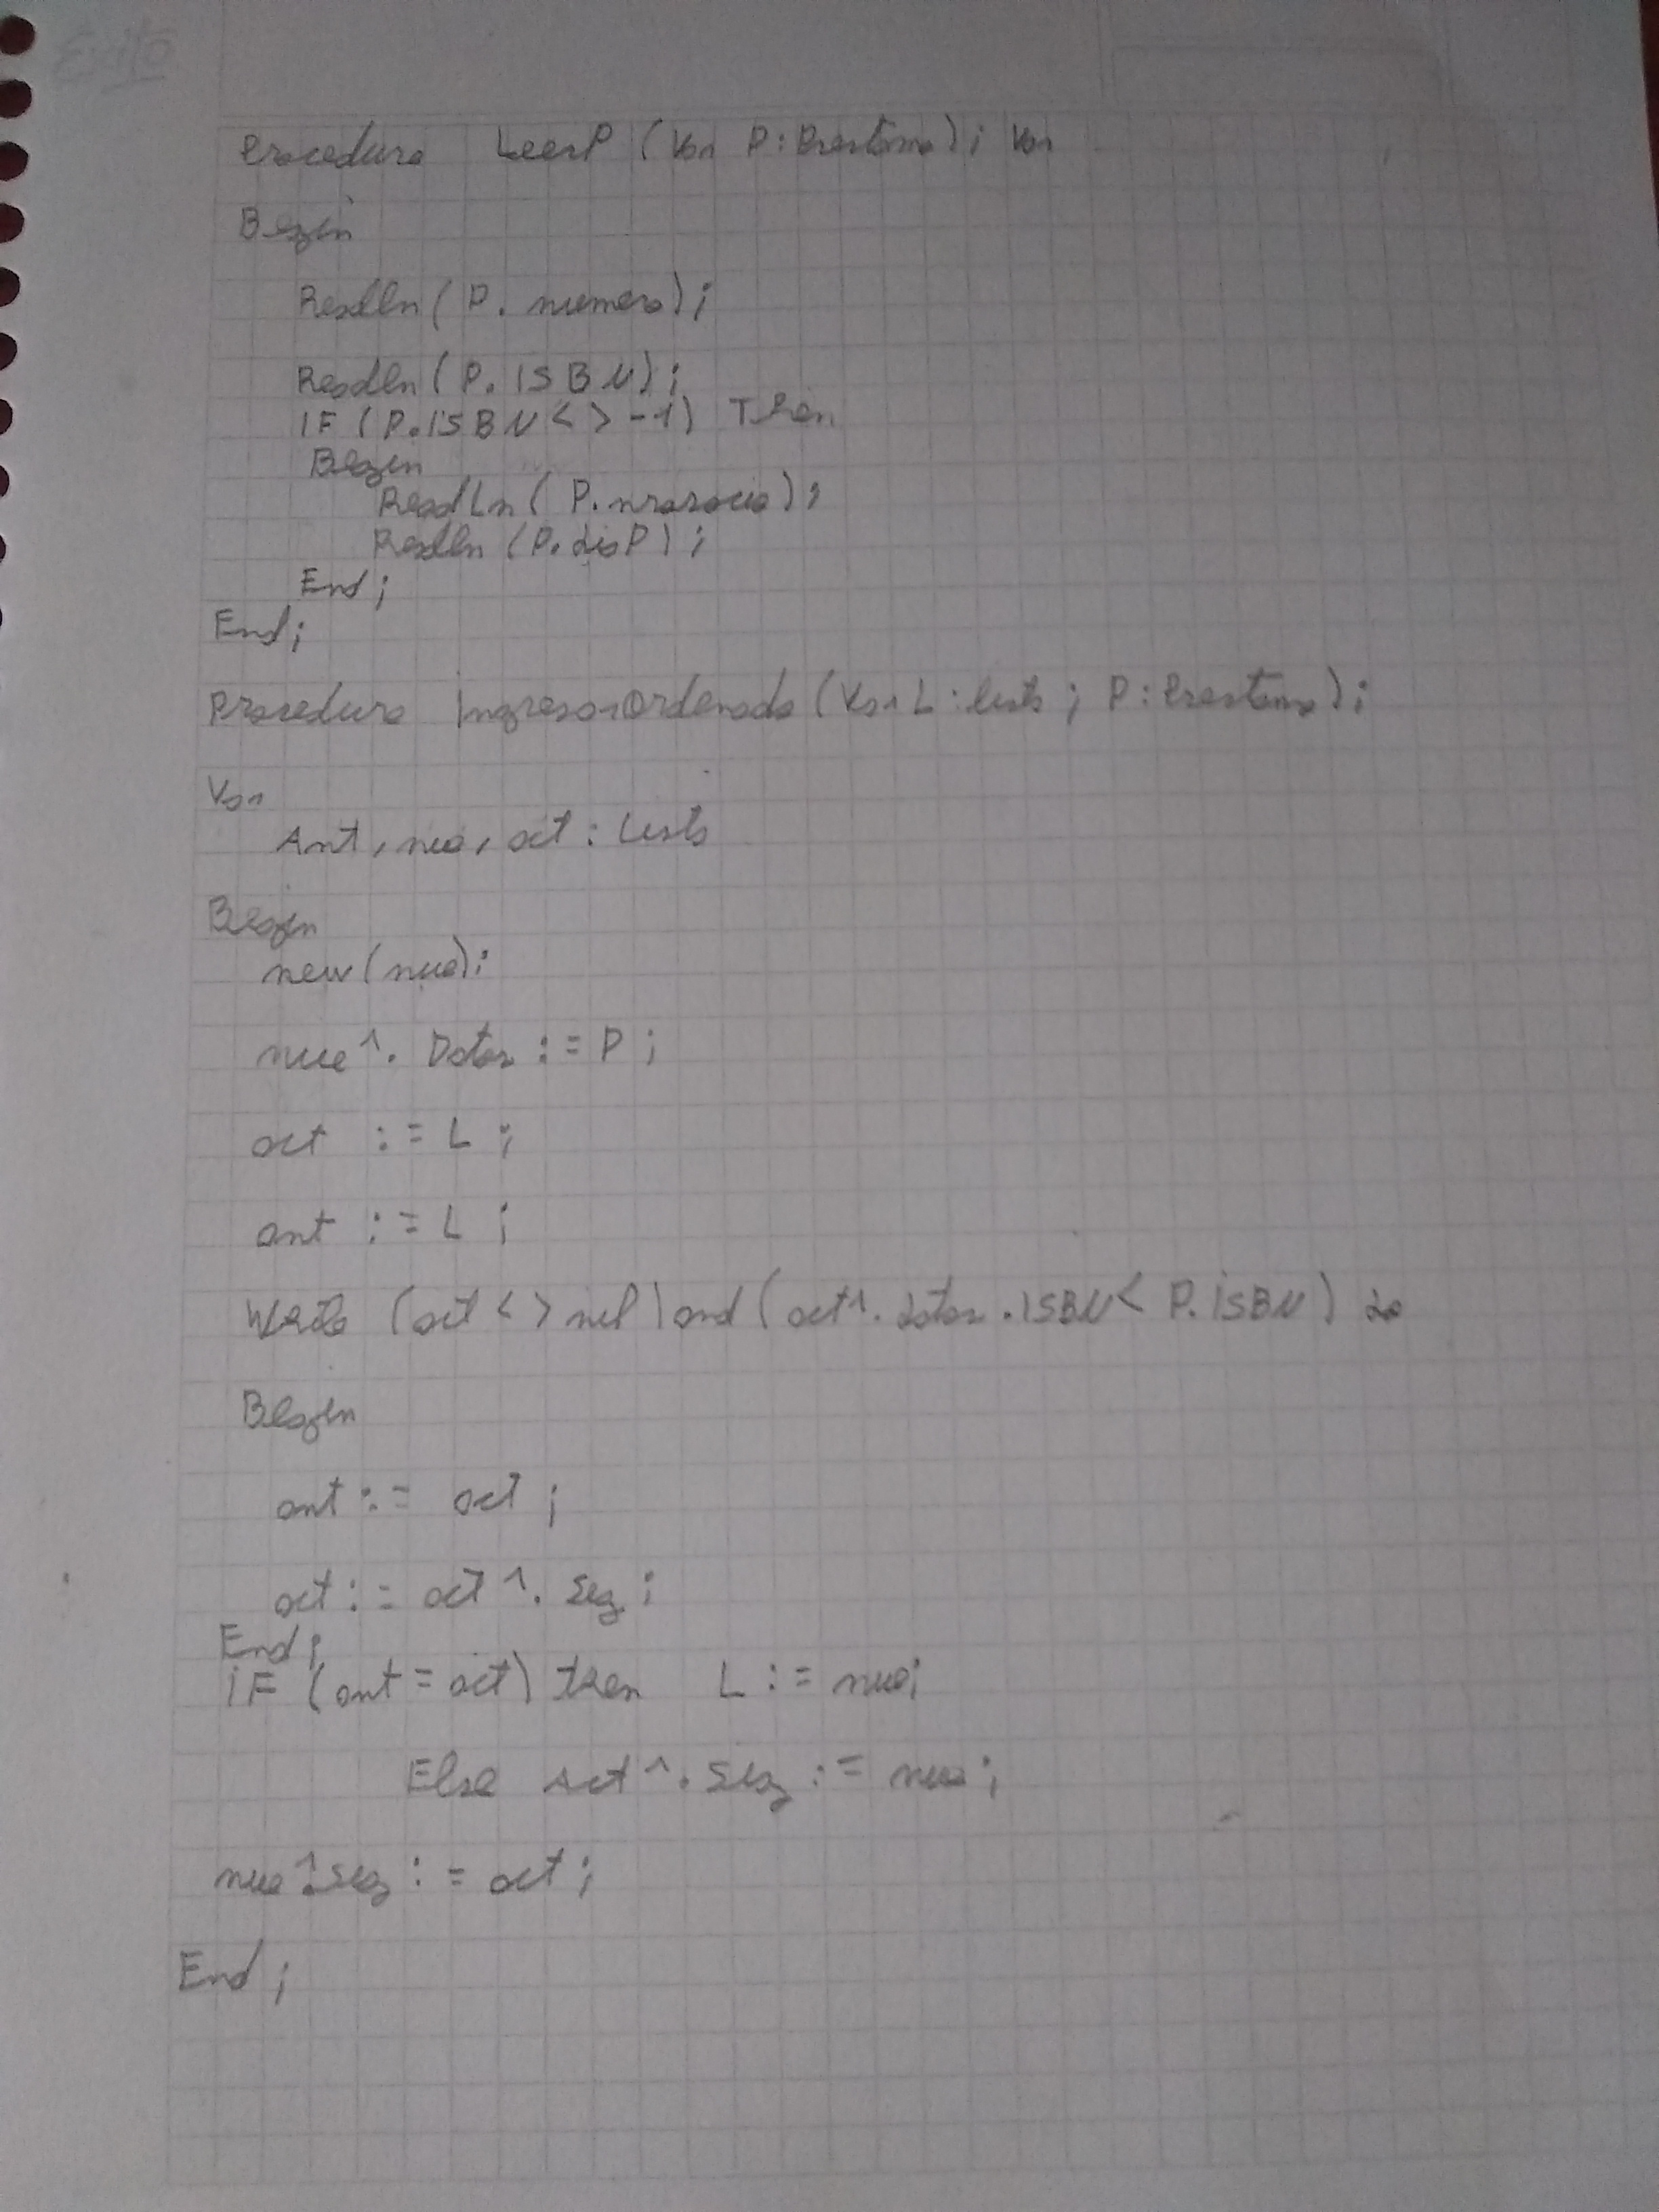 Exito
Procedure LeerP (Var P: Prestamo); Var
Begin
Readln (P. numero);
Readln (P. ISBN);
IF (P.ISBN < > -1) Then
Begin
ReadLn (P. nrosocio);
Readln (P. disP);
End;
End;
Procedure IngresarOrdenado (Var L: lista; P: Prestamo);
Var
Ant, nue, act : Lista
Begin
new (nue);
nue ^. Datos := P ;
act := L ;
ant := L ;
While (act < > nil) and (act^. datos . ISBN < P. ISBN) do
Begin
ant := act ;
act := act ^. sig ;
End;
IF (ant = act) then L := nue;
Else Act ^. sig := nue ;
nue ^. sig := act ;
End ;